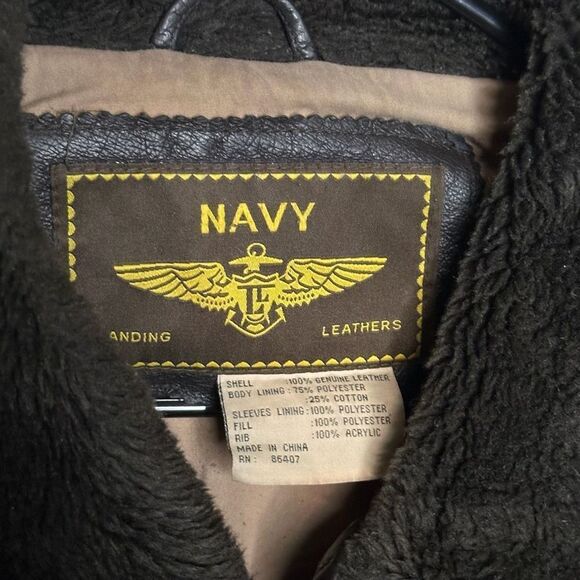 NAVY
ANDING LEATHERS
SHELL :100% GENUINE LEATHER
BODY LINING :75% POLYESTER
:25% COTTON
SLEEVES LINING:100% POLYESTER
FILL :100% POLYESTER
RIB :100% ACRYLIC
MADE IN CHINA
RN: 86407